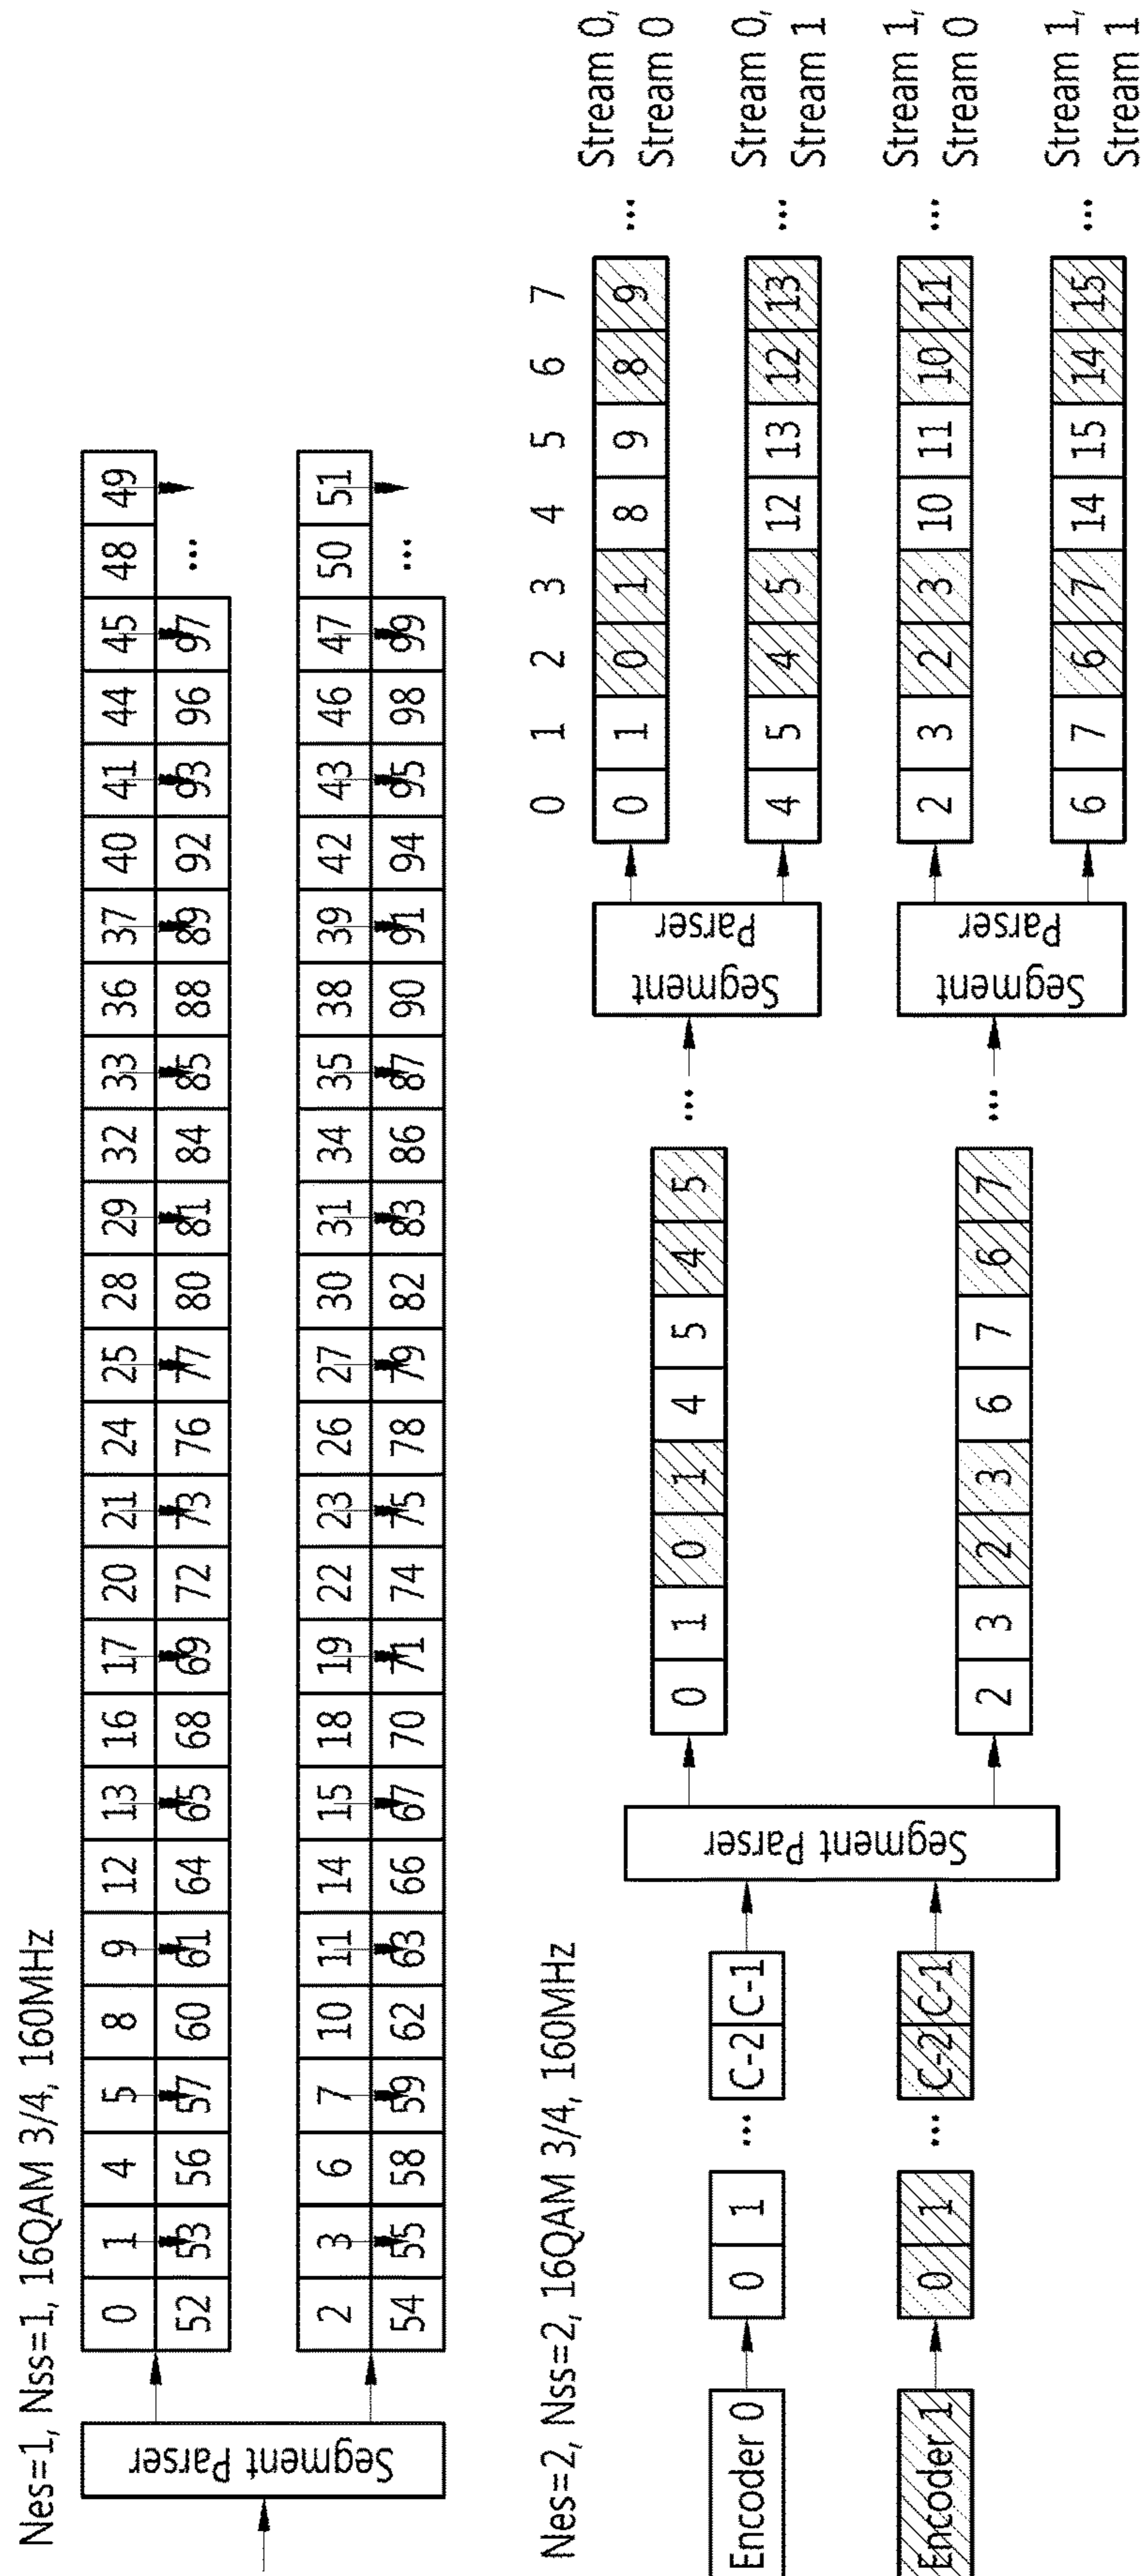 Nes=1, Nss=1, 16QAM 3/4, 160MHz
Segment Parser
0 1 4 5 8 9 12 13 16 17 20 21 24 25 28 29 32 33 36 37 40 41 44 45 48 49
52 53 56 57 60 61 64 65 68 69 72 73 76 77 80 81 84 85 88 89 92 93 96 97 ...
2 3 6 7 10 11 14 15 18 19 22 23 26 27 30 31 34 35 38 39 42 43 46 47 50 51
54 55 58 59 62 63 66 67 70 71 74 75 78 79 82 83 86 87 90 91 94 95 98 99 ...
Nes=2, Nss=2, 16QAM 3/4, 160MHz
Encoder 0
0 1 ... C-2 C-1
Encoder 1
0 1 ... C-2 C-1
Segment Parser
0 1 0 1 4 5 4 5 ...
2 3 2 3 6 7 6 7 ...
Segment
Parser
Segment
Parser
0 1 2 3 4 5 6 7
0 1 0 1 8 9 8 9 ...
Stream 0,
Stream 0
4 5 4 5 12 13 12 13 ...
Stream 0,
Stream 1
2 3 2 3 10 11 10 11 ...
Stream 1,
Stream 0
6 7 6 7 14 15 14 15 ...
Stream 1,
Stream 1